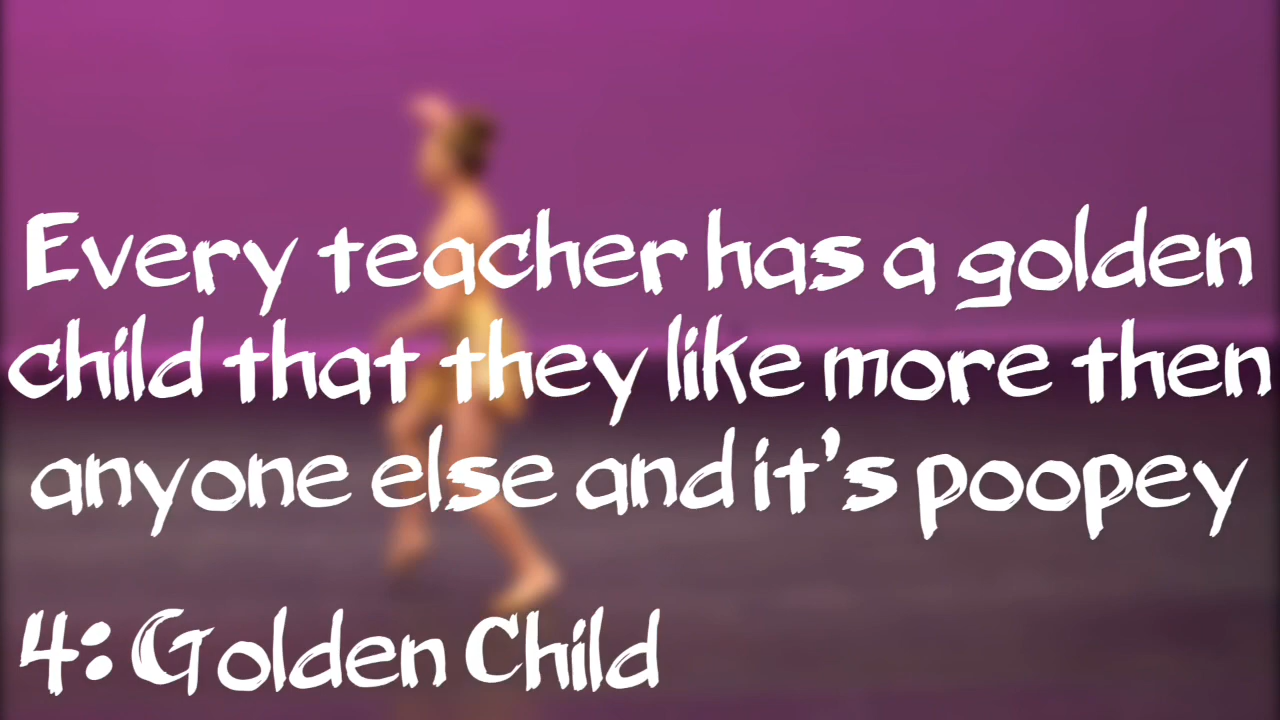 Every teacher has a golden
child that they like more then
anyone else and it's poopey
4: Golden Child